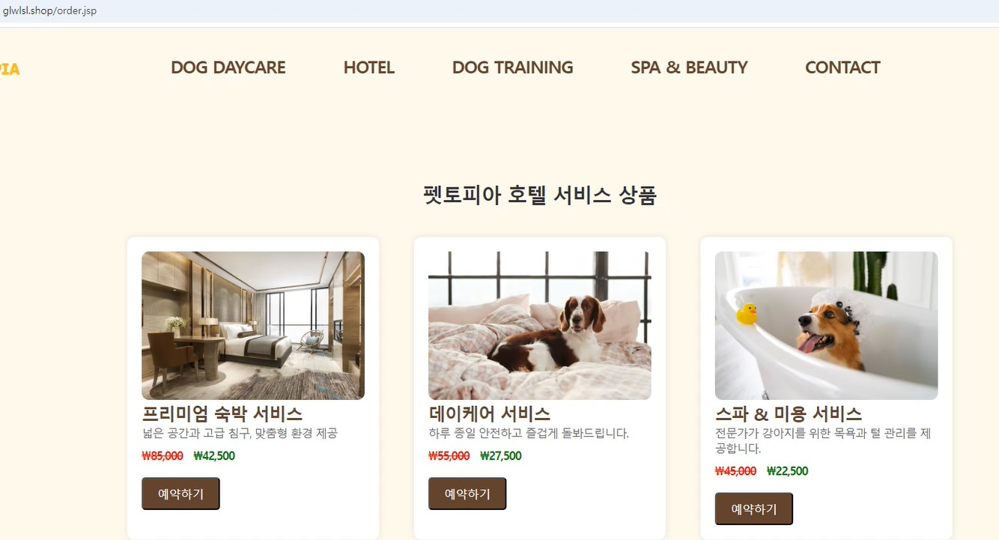 glwlsl.shop/order.jsp
PIA
DOG DAYCARE HOTEL DOG TRAINING SPA & BEAUTY CONTACT
펫토피아 호텔 서비스 상품
프리미엄 숙박 서비스
넓은 공간과 고급 침구, 맞춤형 환경 제공
₩85,000 ₩42,500
예약하기
데이케어 서비스
하루 종일 안전하고 즐겁게 돌봐드립니다.
₩55,000 ₩27,500
예약하기
스파 & 미용 서비스
전문가가 강아지를 위한 목욕과 털 관리를 제
공합니다.
₩45,000 ₩22,500
예약하기